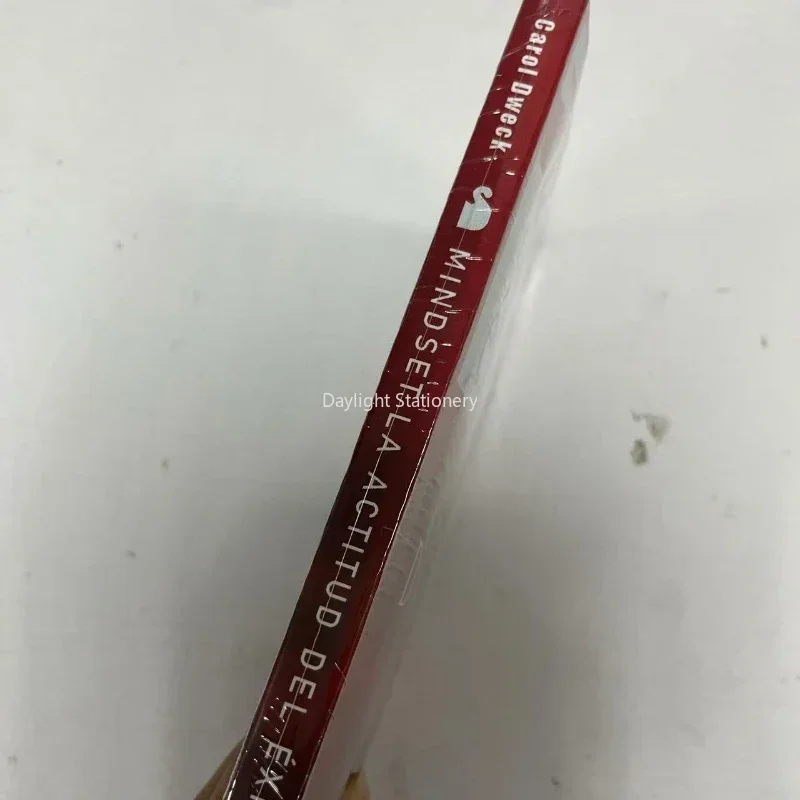 Carol Dweck
MINDSET LA ACTITUD DEL ÉX
Daylight Stationery